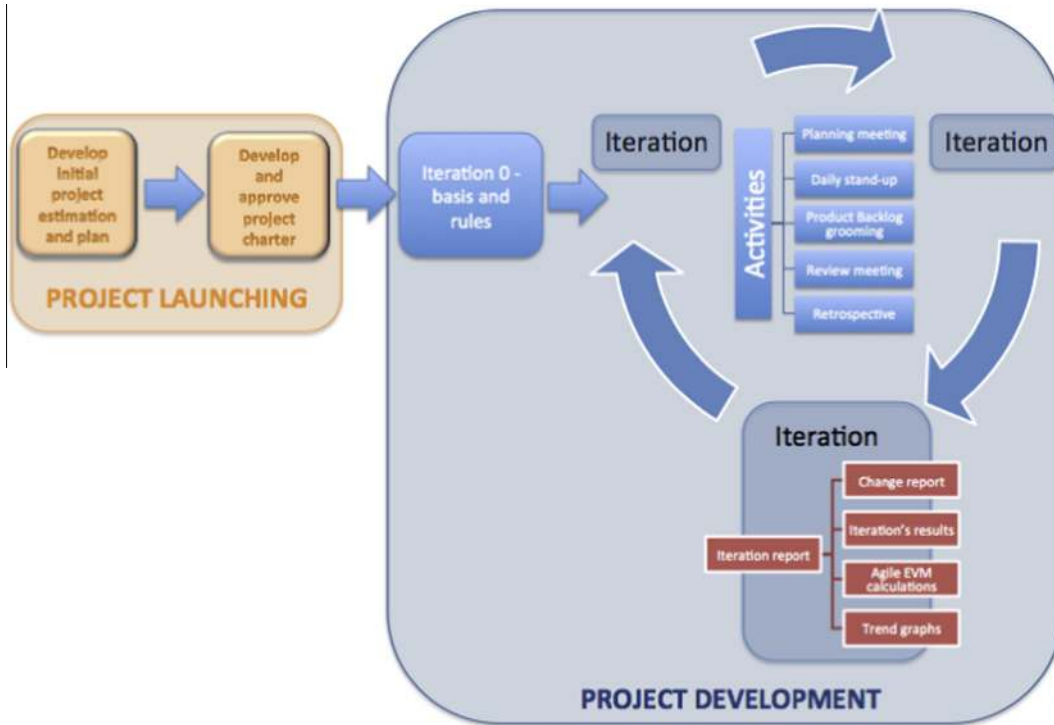 Develop
initial
project
estimation
and plan
Develop
and
approve
project
charter
PROJECT LAUNCHING
Iteration 0 -
basis and
rules
Iteration
Activities
Planning meeting
Daily stand-up
Product Backlog
grooming
Review meeting
Retrospective
Iteration
Iteration
Iteration report
Change report
Iteration's results
Agile EVM
calculations
Trend graphs
PROJECT DEVELOPMENT